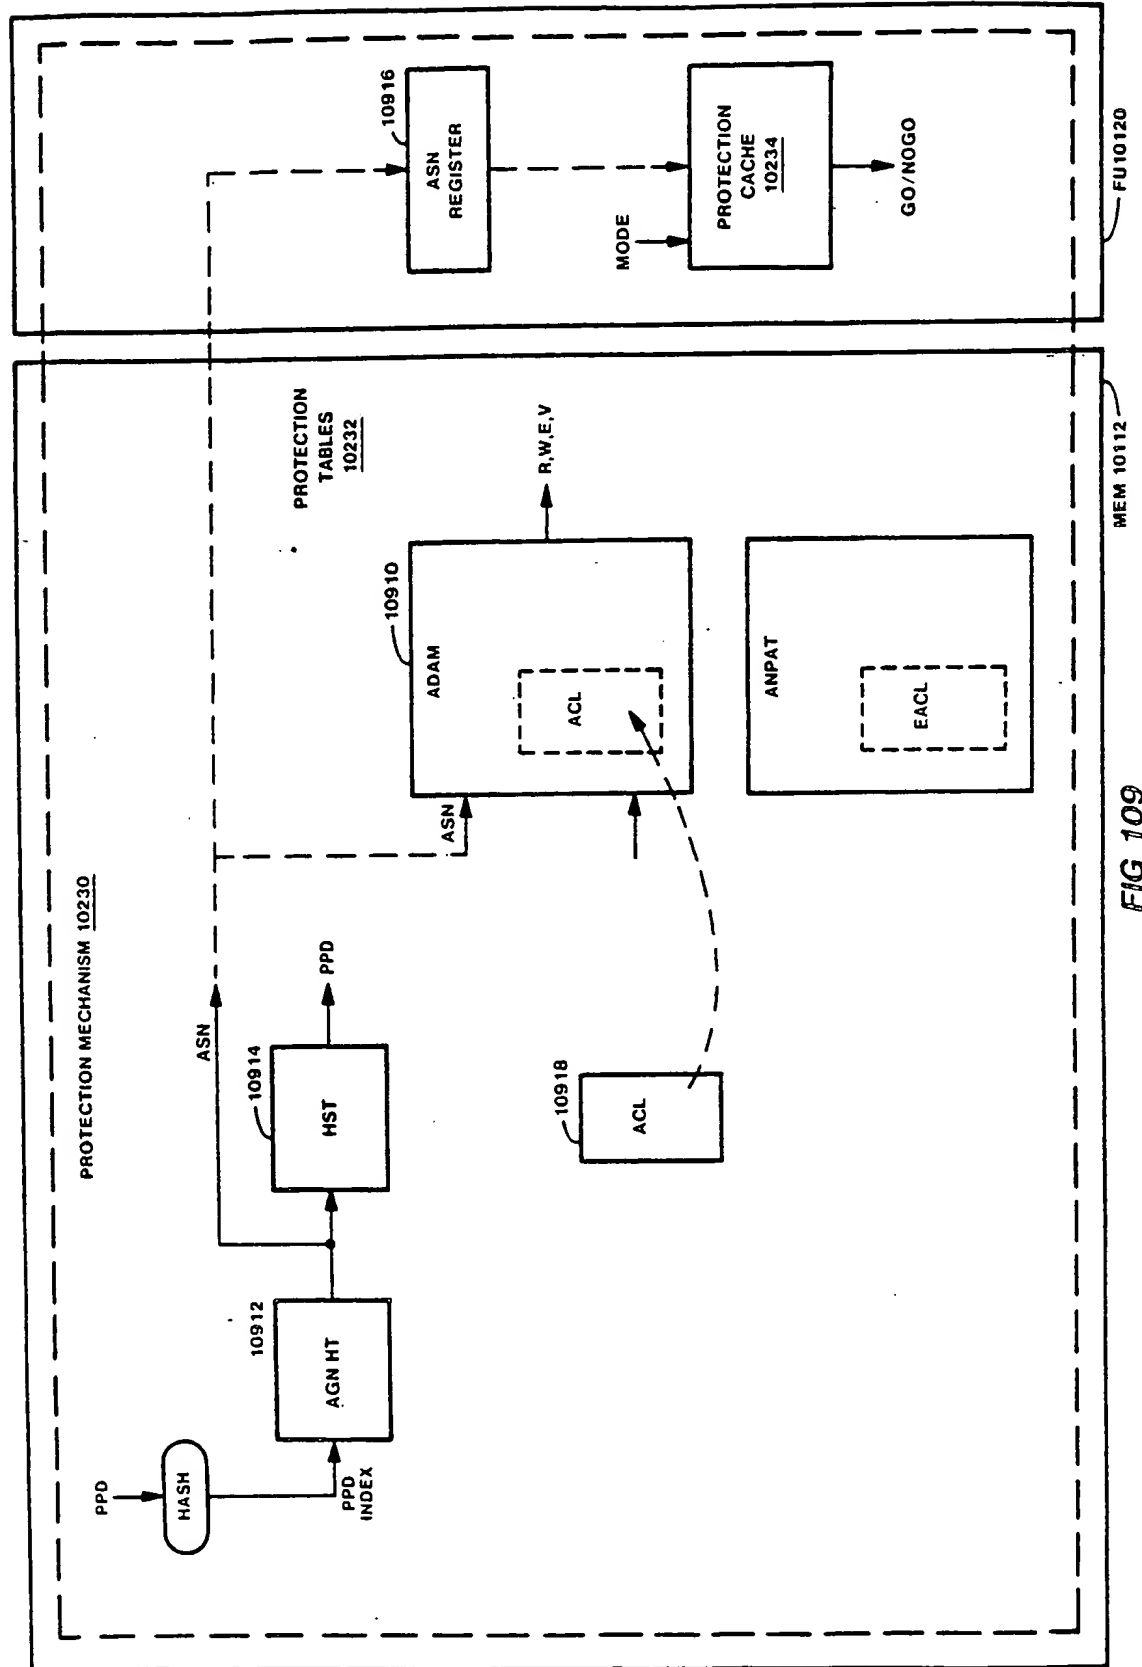 PROTECTION MECHANISM 10230
PPD
HASH
PPD
INDEX
10912
AGN HT
ASN
10914
HST
PPD
10918
ACL
ASN
10910
ADAM
ACL
R,W,E,V
PROTECTION
TABLES
10232
ANPAT
EACL
10916
ASN
REGISTER
MODE
PROTECTION
CACHE
10234
GO/NOGO
MEM 10112
FU10120
FIG 109